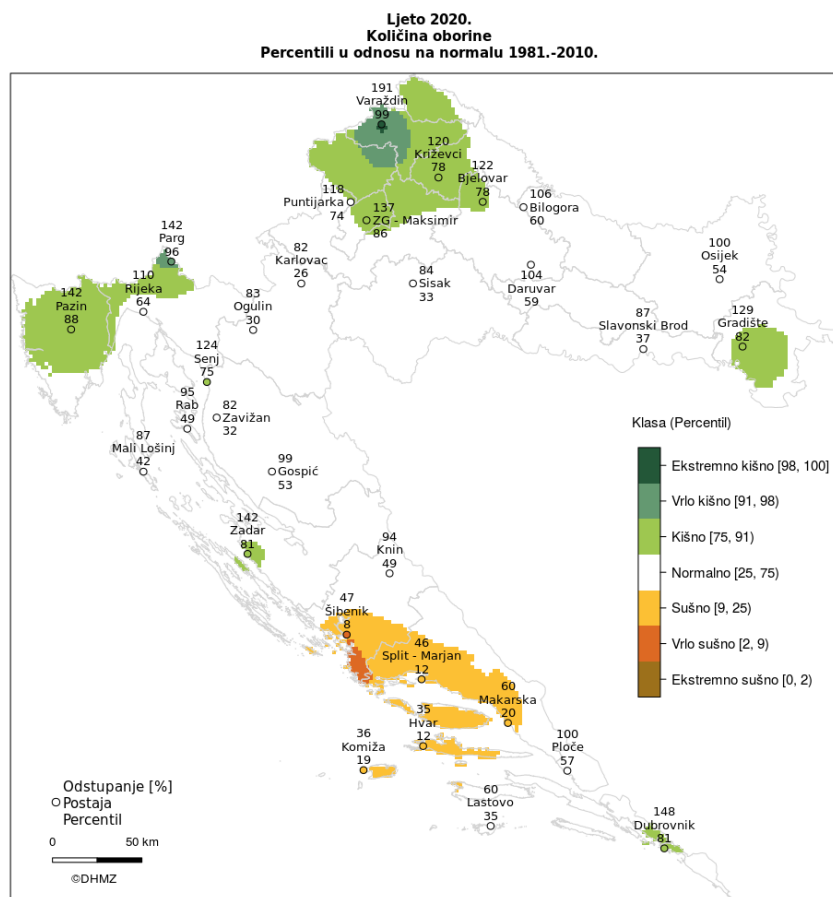 Ljeto 2020.
Količina oborine
Percentili u odnosu na normalu 1981.-2010.
191
Varaždin
99
120
Križevci
78
122
Bjelovar
78
118
Puntijarka
74
137
ZG - Maksimir
86
106
Bilogora
60
142
Parg
96
82
Karlovac
26
84
Sisak
33
104
Daruvar
59
100
Osijek
54
110
Rijeka
64
142
Pazin
88
83
Ogulin
30
87
Slavonski Brod
37
129
Gradište
82
124
Senj
75
95
Rab
49
82
Zavižan
32
87
Mali Lošinj
42
99
Gospić
53
142
Zadar
81
94
Knin
49
47
Šibenik
8
46
Split - Marjan
12
60
Makarska
20
35
Hvar
12
36
Komiža
19
100
Ploče
57
60
Lastovo
35
148
Dubrovnik
81
Klasa (Percentil)
Ekstremno kišno [98, 100]
Vrlo kišno [91, 98)
Kišno [75, 91)
Normalno [25, 75)
Sušno [9, 25)
Vrlo sušno [2, 9)
Ekstremno sušno [0, 2)
Odstupanje [%]
Postaja
Percentil
0 50 km
©DHMZ